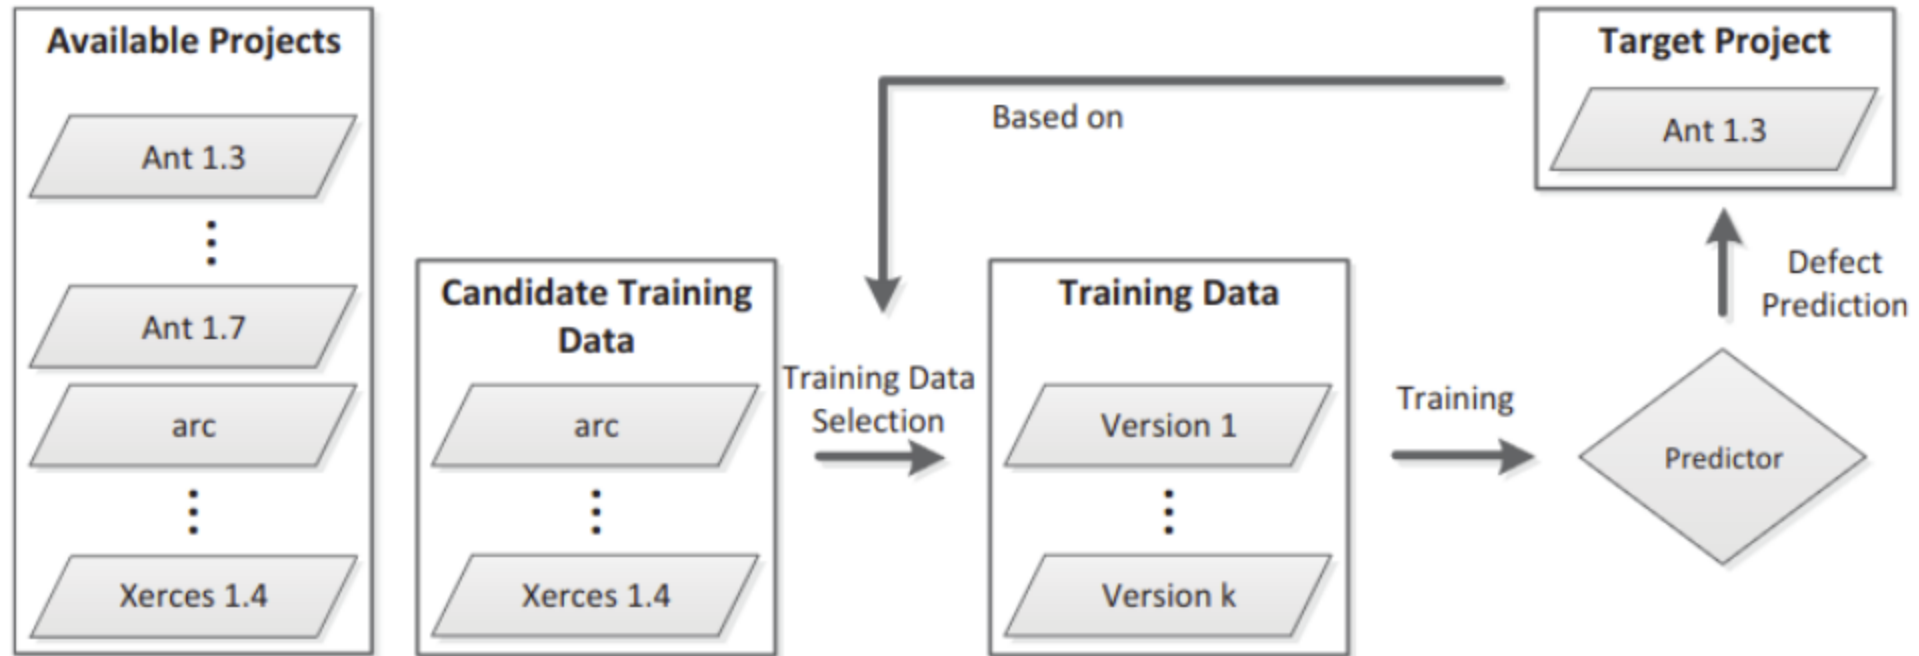 Available Projects
Ant 1.3
Ant 1.7
arc
Xerces 1.4
Candidate Training
Data
arc
Xerces 1.4
Based on
Training Data
Selection
Training Data
Version 1
Version k
Training
Predictor
Defect
Prediction
Target Project
Ant 1.3